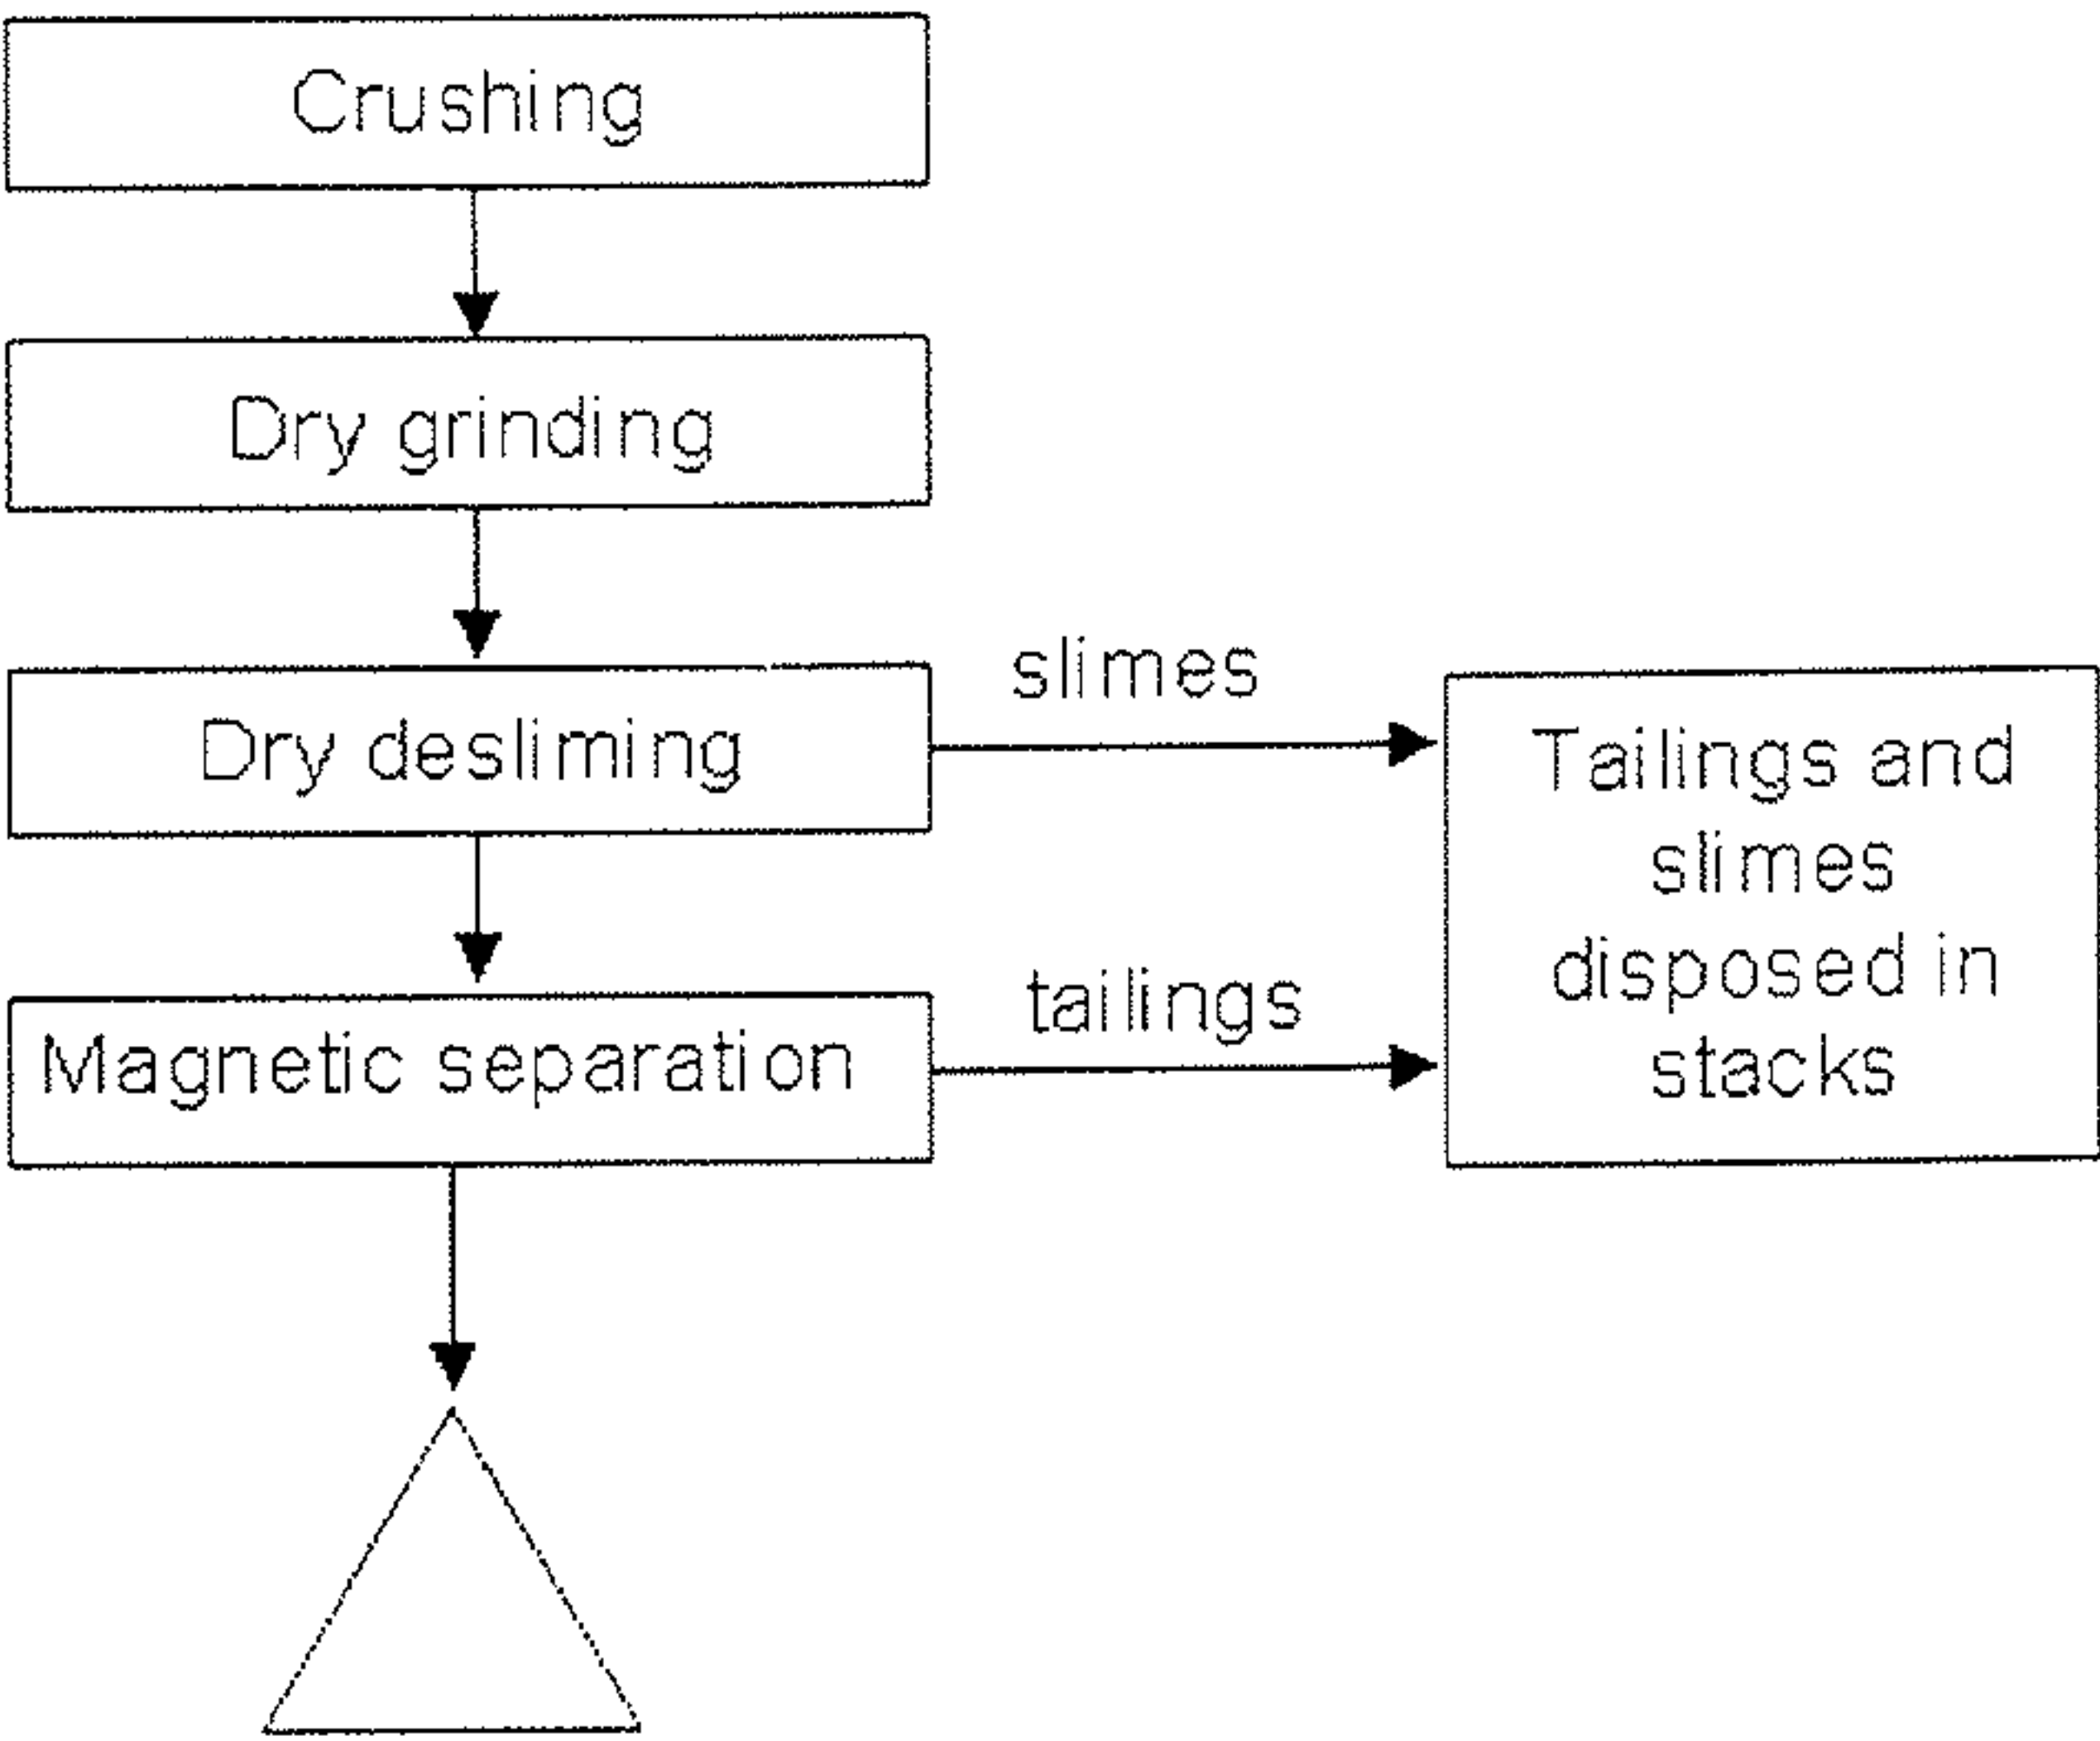 Crushing
Dry grinding
Dry desliming
slimes
Magnetic separation
tailings
Tailings and
slimes
disposed in
stacks